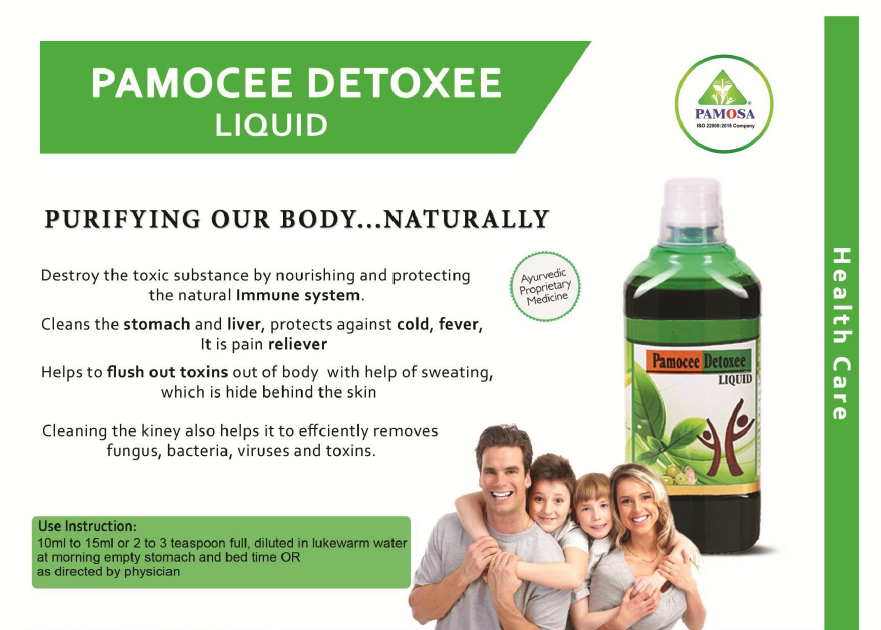 PAMOCEE DETOXEE
LIQUID
PAMOSA
ISO 22000:2018 Company
PURIFYING OUR BODY...NATURALLY
Destroy the toxic substance by nourishing and protecting
the natural Immune system.
Ayurvedic
Proprietary
Medicine
Cleans the stomach and liver, protects against cold, fever,
It is pain reliever
Helps to flush out toxins out of body with help of sweating,
which is hide behind the skin
Cleaning the kiney also helps it to effciently removes
fungus, bacteria, viruses and toxins.
Pamocee Detoxee
LIQUID
Health Care
Use Instruction:
10ml to 15ml or 2 to 3 teaspoon full, diluted in lukewarm water
at morning empty stomach and bed time OR
as directed by physician